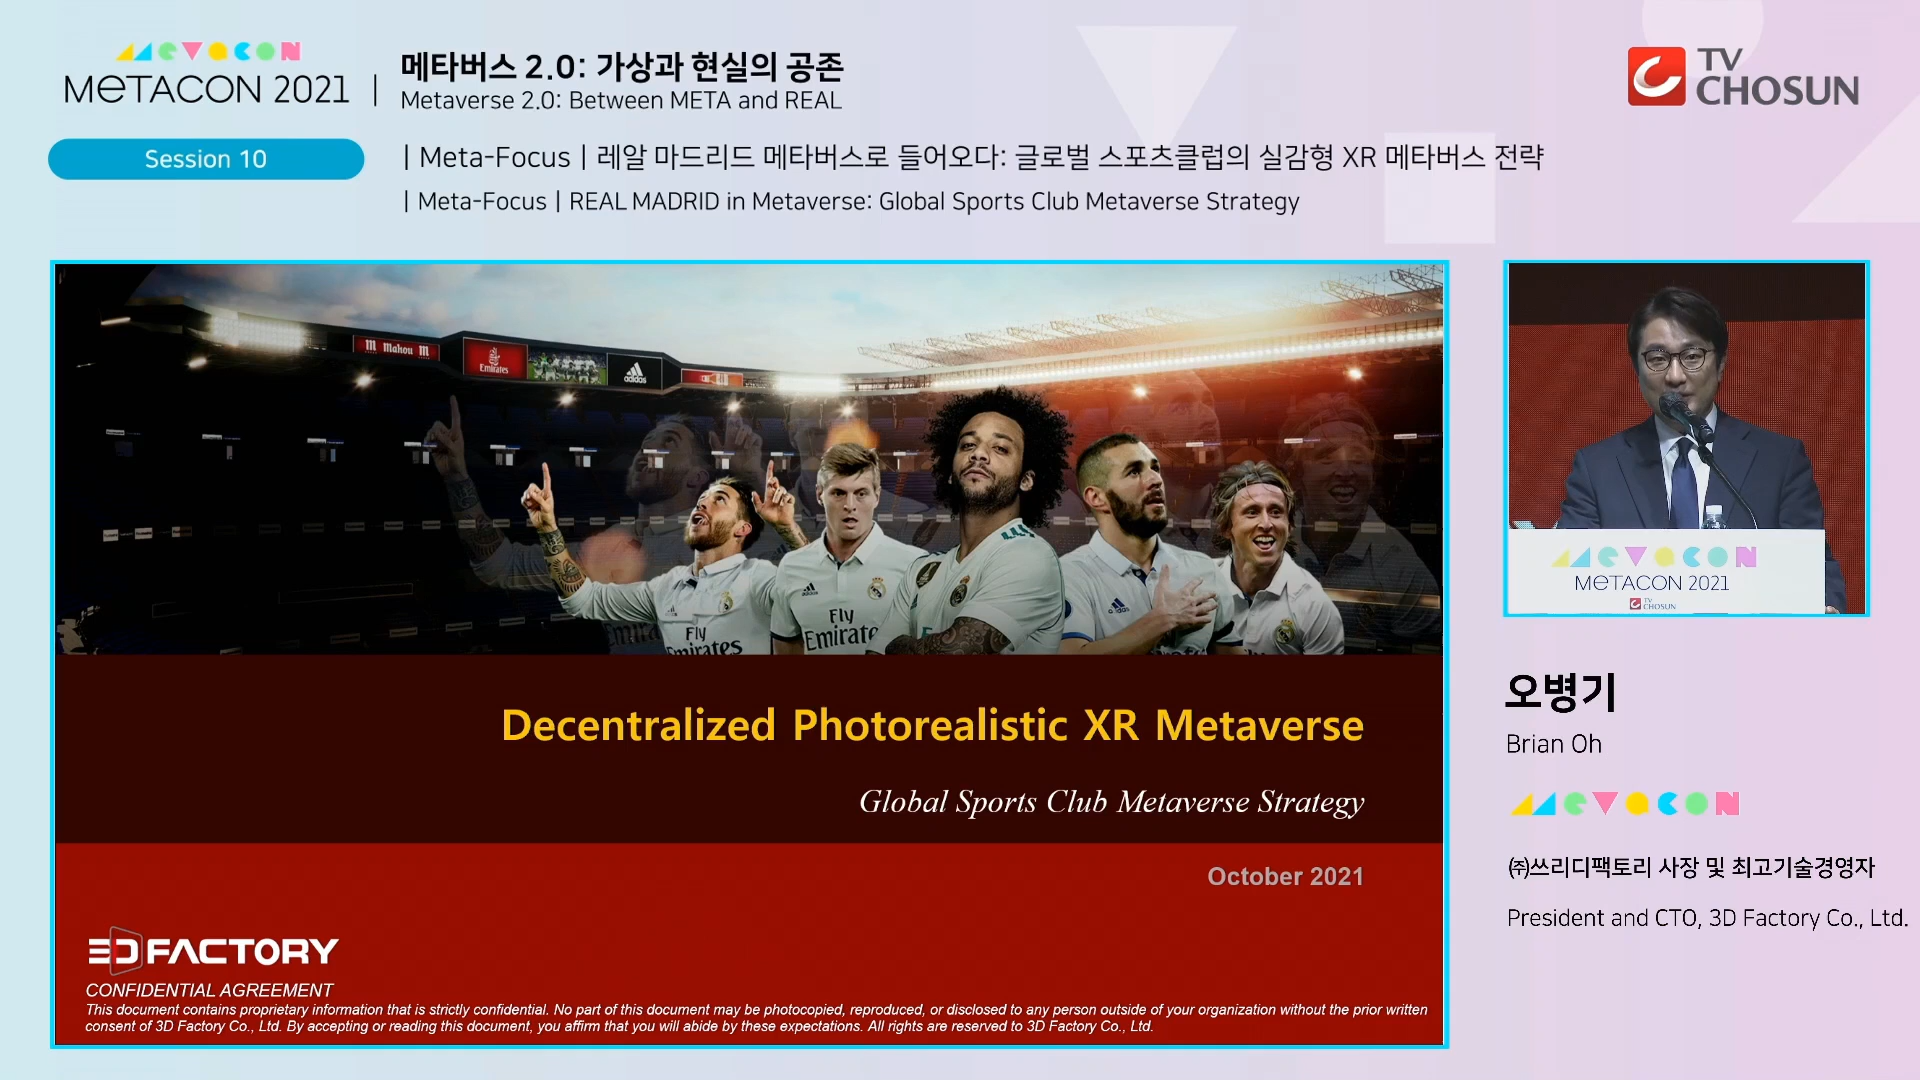 METACON
METACON 2021
메타버스 2.0: 가상과 현실의 공존
Metaverse 2.0: Between META and REAL
TV
CHOSUN
Session 10
| Meta-Focus | 레알 마드리드 메타버스로 들어오다: 글로벌 스포츠클럽의 실감형 XR 메타버스 전략
| Meta-Focus | REAL MADRID in Metaverse: Global Sports Club Metaverse Strategy
Mahou
Emirates
adidas
adidas
Fly
Emirates
Fly
Emirate
adidas
Decentralized Photorealistic XR Metaverse
Global Sports Club Metaverse Strategy
October 2021
3DFACTORY
CONFIDENTIAL AGREEMENT
This document contains proprietary information that is strictly confidential. No part of this document may be photocopied, reproduced, or disclosed to any person outside of your organization without the prior written
consent of 3D Factory Co., Ltd. By accepting or reading this document, you affirm that you will abide by these expectations. All rights are reserved to 3D Factory Co., Ltd.
METACON
METACON 2021
TV
CHOSUN
오병기
Brian Oh
METACON
㈜쓰리디팩토리 사장 및 최고기술경영자
President and CTO, 3D Factory Co., Ltd.